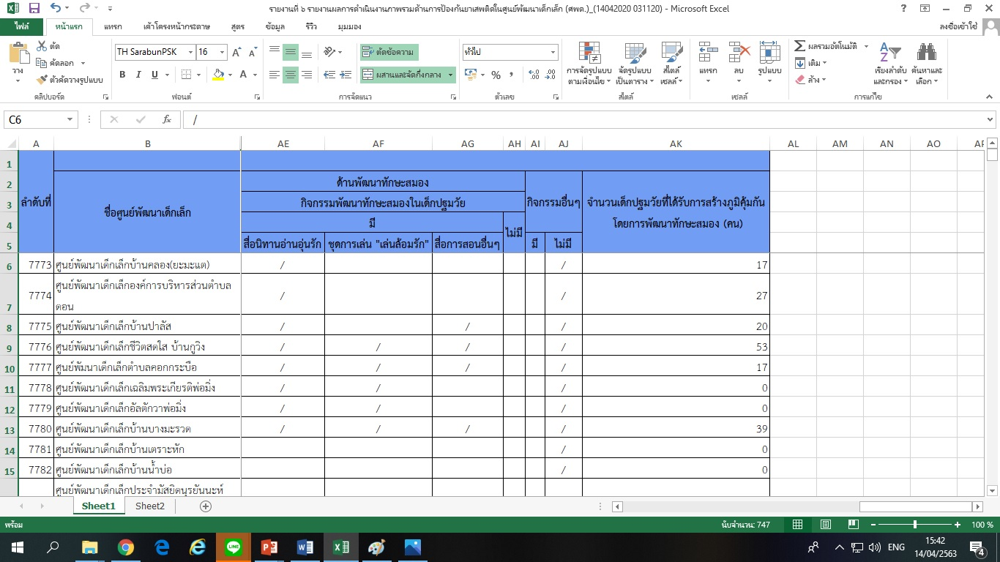 รายงานที่ ๖ รายงานผลการดำเนินงานภาพรวมด้านการป้องกันยาเสพติดในศูนย์พัฒนาเด็กเล็ก (ศพด.)_(14042020 031120) - Microsoft Excel
ไฟล์ หน้าแรก แทรก เค้าโครงหน้ากระดาษ สูตร ข้อมูล รีวิว มุมมอง ลงชื่อเข้าใช้
วาง ตัด คัดลอก ตัวคัดวางรูปแบบ คลิปบอร์ด
TH SarabunPSK 16 B I U ฟอนต์
ตัดข้อความ ผสานและจัดกึ่งกลาง การจัดแนว
ทั่วไป % ตัวเลข
การจัดรูปแบบตามเงื่อนไข จัดรูปแบบเป็นตาราง สไตล์เซลล์ สไตล์
แทรก ลบ รูปแบบ เซลล์
ผลรวมอัตโนมัติ เติม ล้าง เรียงลำดับและกรอง ค้นหาและเลือก การแก้ไข
C6 fx /
A B AE AF AG AH AI AJ AK AL AM AN AO AP
1
2 ด้านพัฒนาทักษะสมอง
ลำดับที่ ชื่อศูนย์พัฒนาเด็กเล็ก
3 กิจกรรมพัฒนาทักษะสมองในเด็กปฐมวัย กิจกรรมอื่นๆ จำนวนเด็กปฐมวัยที่ได้รับการสร้างภูมิคุ้มกัน
4 มี ไม่มี โดยการพัฒนาทักษะสมอง (คน)
5 สื่อนิทานอ่านอุ่นรัก ชุดการเล่น "เล่นล้อมรัก" สื่อการสอนอื่นๆ มี ไม่มี
6 7773 ศูนย์พัฒนาเด็กเล็กบ้านคลอง(ยะมะแต) / / 17
7 7774 ศูนย์พัฒนาเด็กเล็กองค์การบริหารส่วนตำบล
ดอน / / 27
8 7775 ศูนย์พัฒนาเด็กเล็กบ้านปาลัส / / / 20
9 7776 ศูนย์พัฒนาเด็กเล็กชีวิตสดใส บ้านกูวิง / / / / 53
10 7777 ศูนย์พัมนาเด็กเล็กตำบลคอกกระบือ / / / / 17
11 7778 ศูนย์พัฒนาเด็กเล็กเฉลิมพระเกียรติพ่อมิ่ง / / / 0
12 7779 ศูนย์พัฒนาเด็กเล็กอัลตักวาพ่อมิ่ง / / / 0
13 7780 ศูนย์พัฒนาเด็กเล็กบ้านบางมะรวด / / / / 39
14 7781 ศูนย์พัฒนาเด็กเล็กบ้านเตราะหัก / 0
15 7782 ศูนย์พัฒนาเด็กเล็กบ้านน้ำบ่อ / 0
ศูนย์พัฒนาเด็กเล็กประจำมัสยิดนูรูยันนะห์
Sheet1 Sheet2
พร้อม นับจำนวน: 747 100 %
ENG 15:42
14/04/2563 4